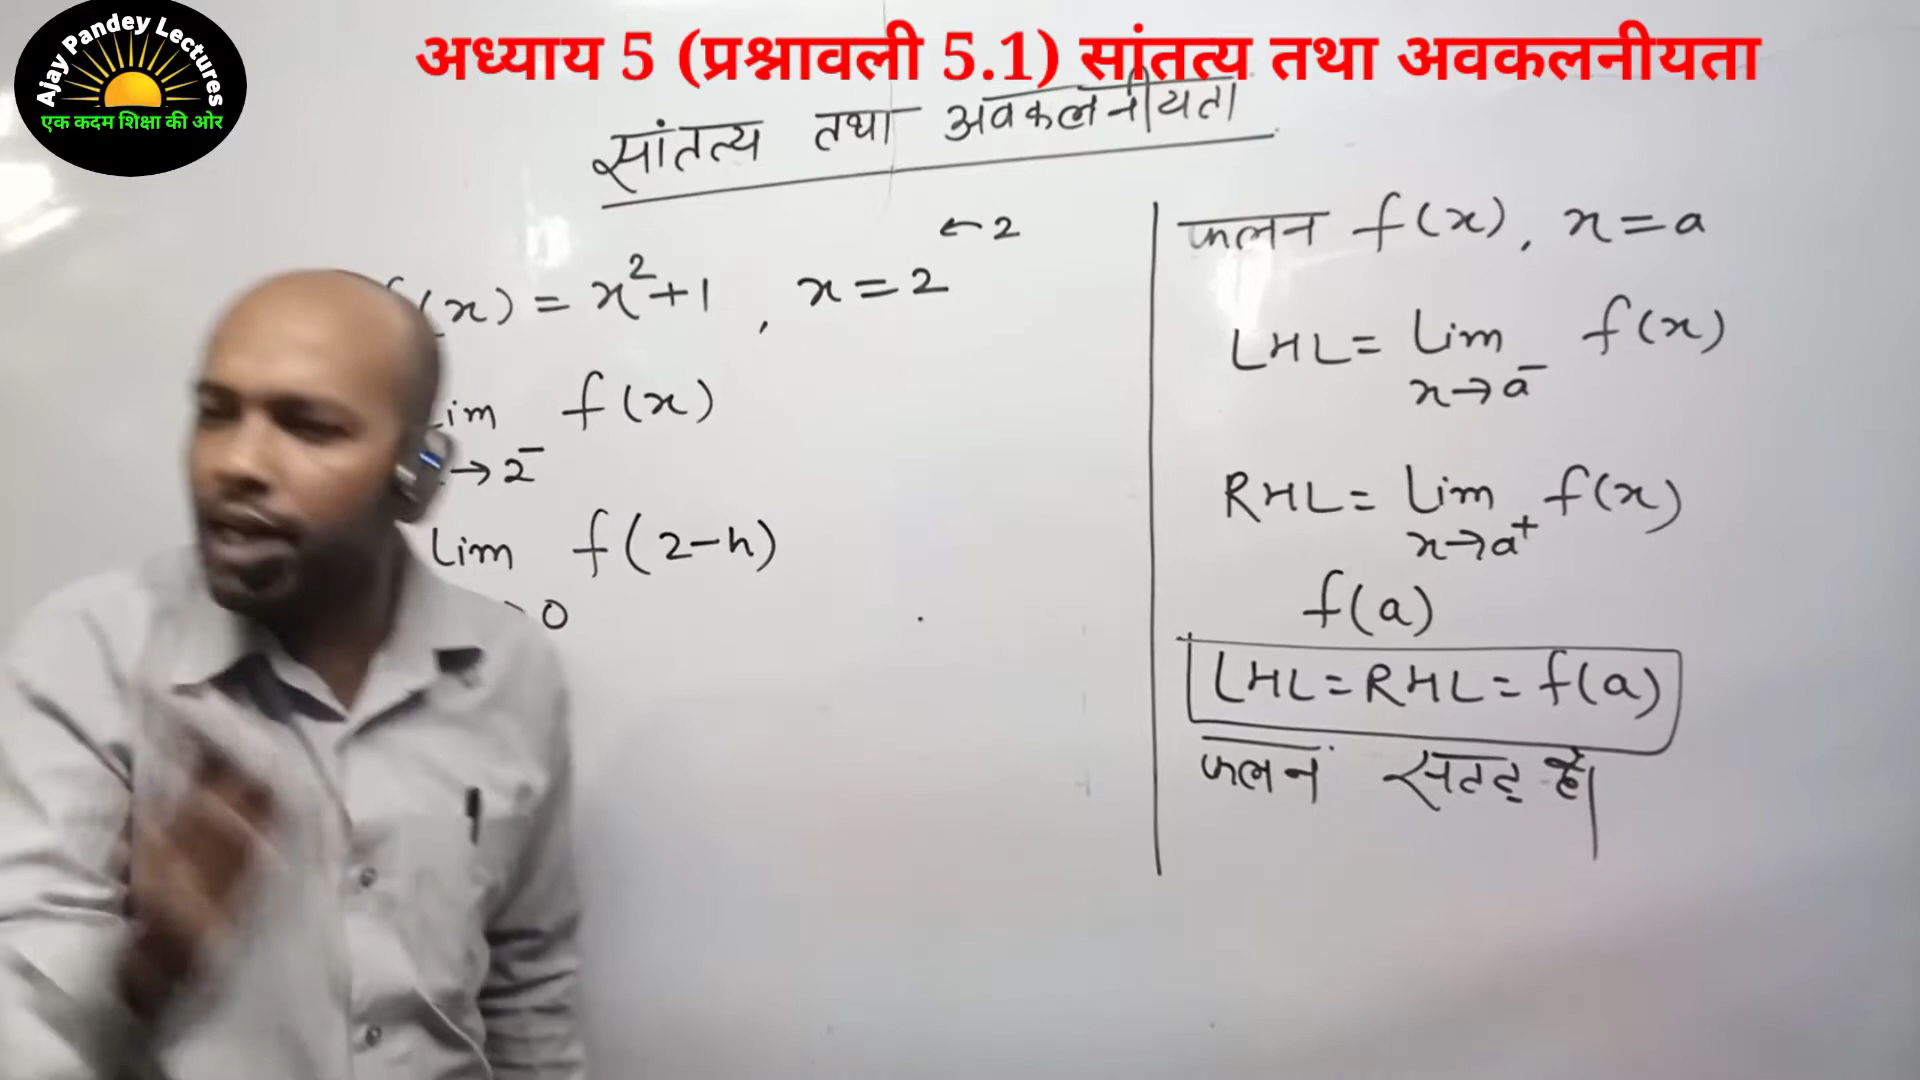 Ajay Pandey Lectures
एक कदम शिक्षा की ओर
अध्याय 5 (प्रश्नावली 5.1) सांतत्य तथा अवकलनीयता
सांतत्य तथा अवकलनीयता
← 2
(x) = x²+1 , x = 2
im f(x)
→ 2⁻
Lim f(2-h)
0
फलन f(x), x = a
LHL = Lim f(x)
x→a⁻
RHL = Lim f(x)
x→a⁺
f(a)
LHL = RHL = f(a)
फलन सतत् है|